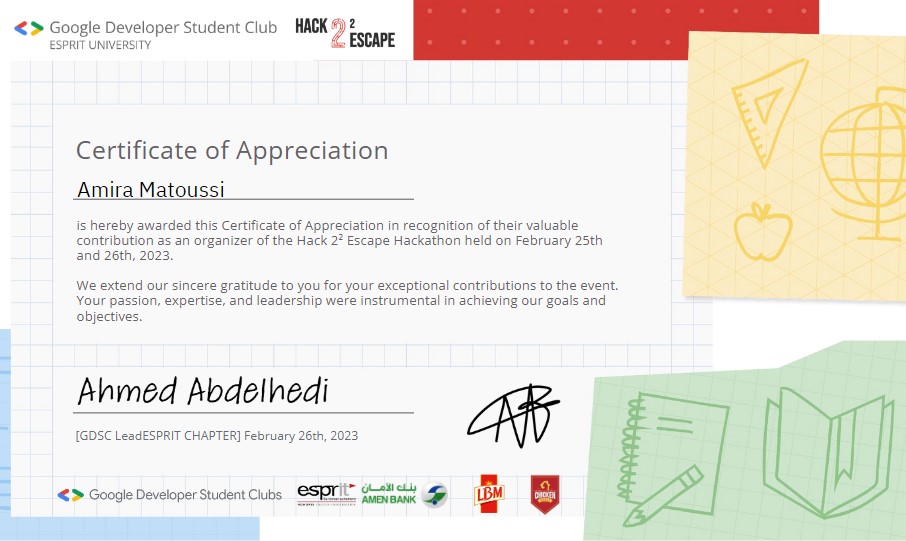 Google Developer Student Club
ESPRIT UNIVERSITY
HACK 2 2
ESCAPE
Certificate of Appreciation
Amira Matoussi
is hereby awarded this Certificate of Appreciation in recognition of their valuable
contribution as an organizer of the Hack 2² Escape Hackathon held on February 25th
and 26th, 2023.
We extend our sincere gratitude to you for your exceptional contributions to the event.
Your passion, expertise, and leadership were instrumental in achieving our goals and
objectives.
Ahmed Abdelhedi
[GDSC LeadESPRIT CHAPTER] February 26th, 2023
Google Developer Student Clubs
esprit
بنك الأمان
AMEN BANK
LBM
CHICKEN